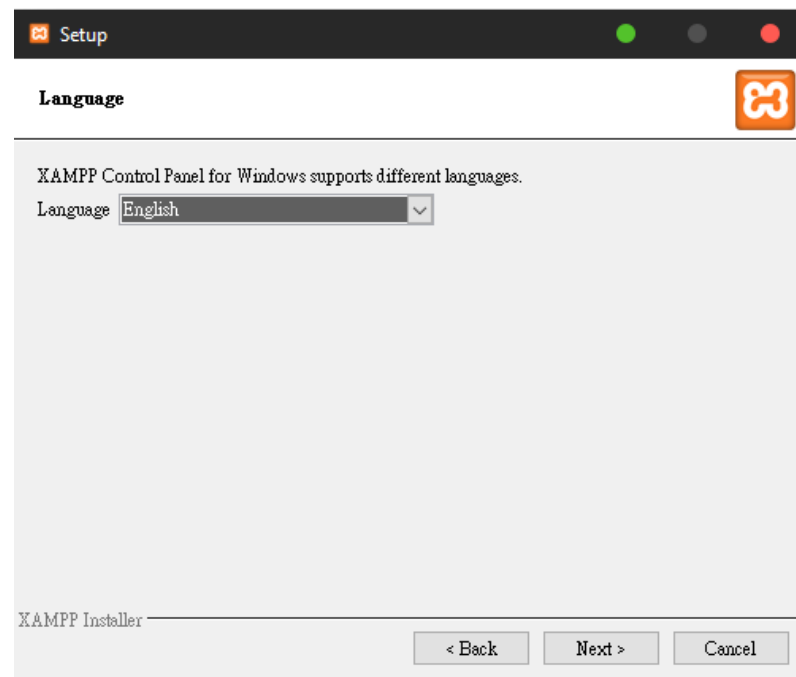 Setup
Language
XAMPP Control Panel for Windows supports different languages.
Language English
XAMPP Installer
< Back Next > Cancel